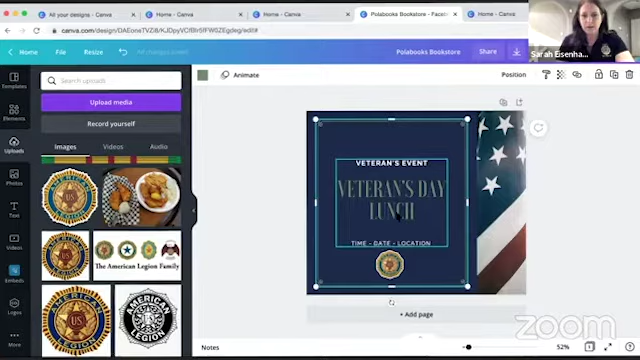 Home - Canva
All your designs - Canva
Home - Canva
Polabooks Bookstore - Faceb
Home - Canva
Home
File
Resize
All changes saved
Polabooks Bookstore
Share
Sarah Eisenha...
Templates
Elements
Uploads
Photos
Text
Videos
Logos
More
Search uploads
Upload media
Record yourself
Images
Videos
Audio
The American Legion Family
AMERICAN
LEGION
US
Animate
Position
VETERAN'S EVENT
VETERAN'S DAY
LUNCH
TIME - DATE - LOCATION
+ Add page
Notes
52%
zoom